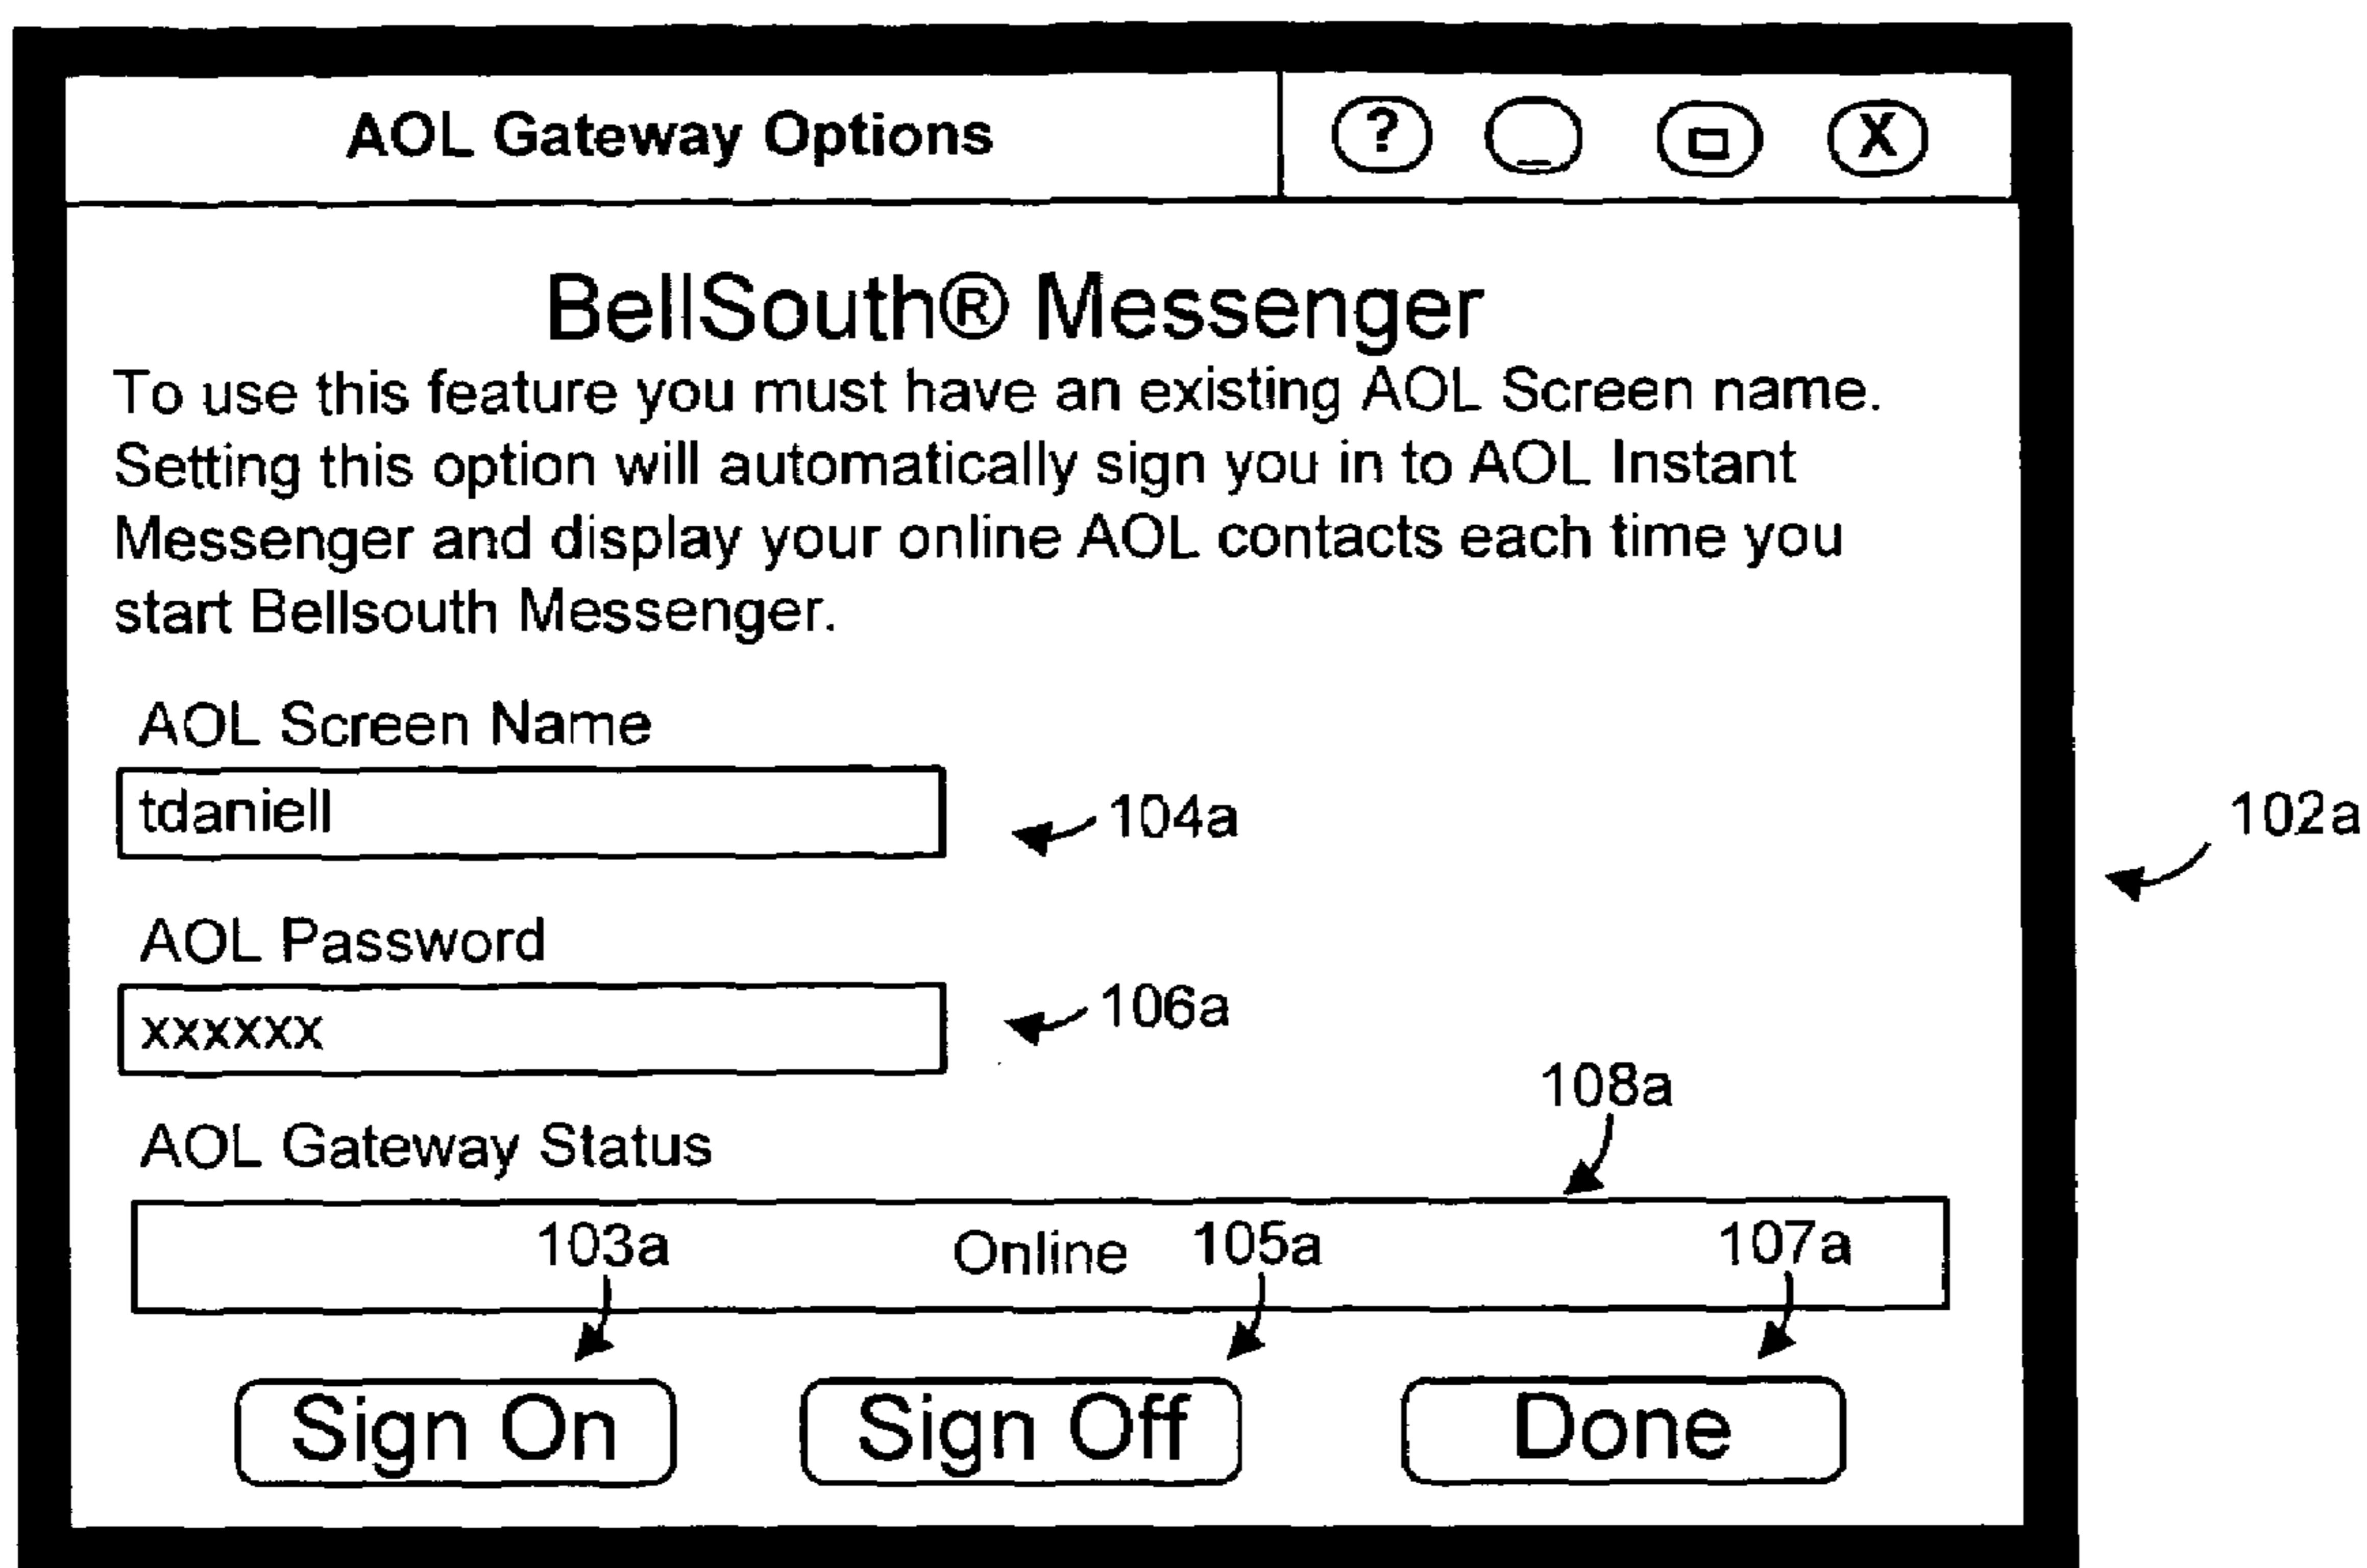 AOL Gateway Options ? _ X
BellSouth® Messenger
To use this feature you must have an existing AOL Screen name.
Setting this option will automatically sign you in to AOL Instant
Messenger and display your online AOL contacts each time you
start Bellsouth Messenger.
AOL Screen Name
tdaniell
104a
102a
AOL Password
xxxxxx
106a
108a
AOL Gateway Status
103a Online 105a 107a
Sign On Sign Off Done